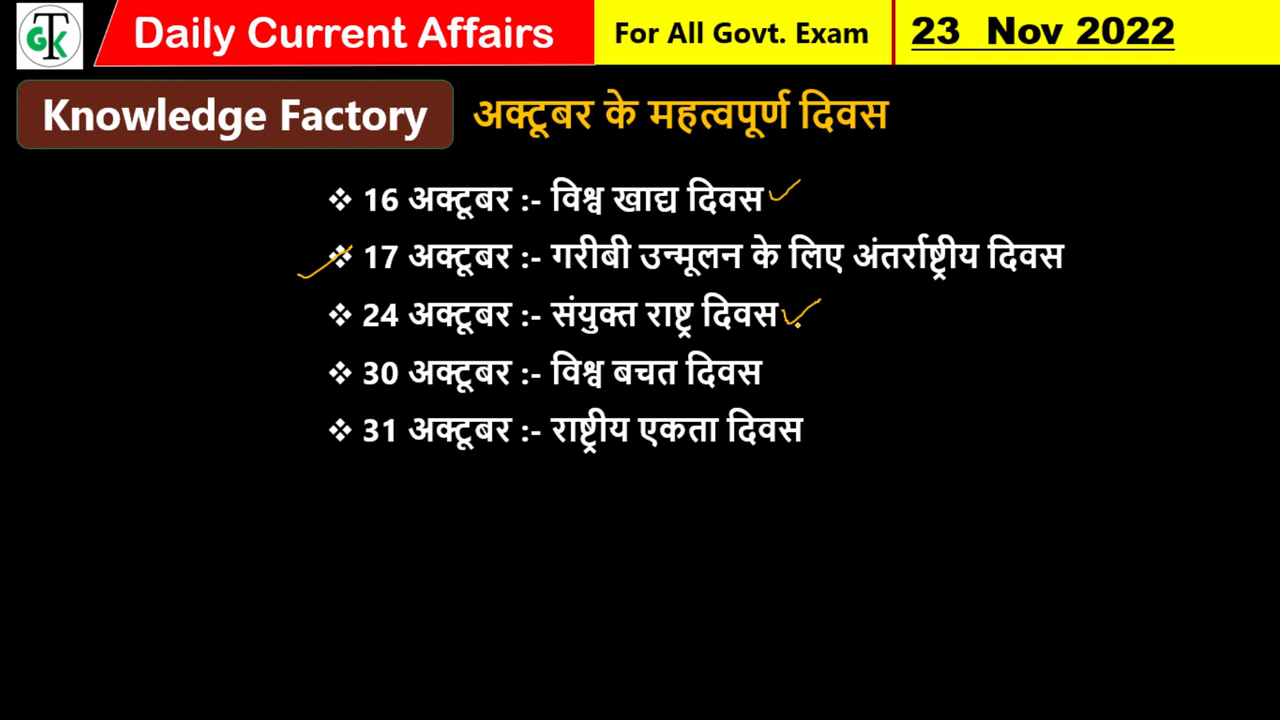 TGK Daily Current Affairs For All Govt. Exam 23 Nov 2022
Knowledge Factory अक्टूबर के महत्वपूर्ण दिवस
❖ 16 अक्टूबर :- विश्व खाद्य दिवस
❖ 17 अक्टूबर :- गरीबी उन्मूलन के लिए अंतर्राष्ट्रीय दिवस
❖ 24 अक्टूबर :- संयुक्त राष्ट्र दिवस
❖ 30 अक्टूबर :- विश्व बचत दिवस
❖ 31 अक्टूबर :- राष्ट्रीय एकता दिवस